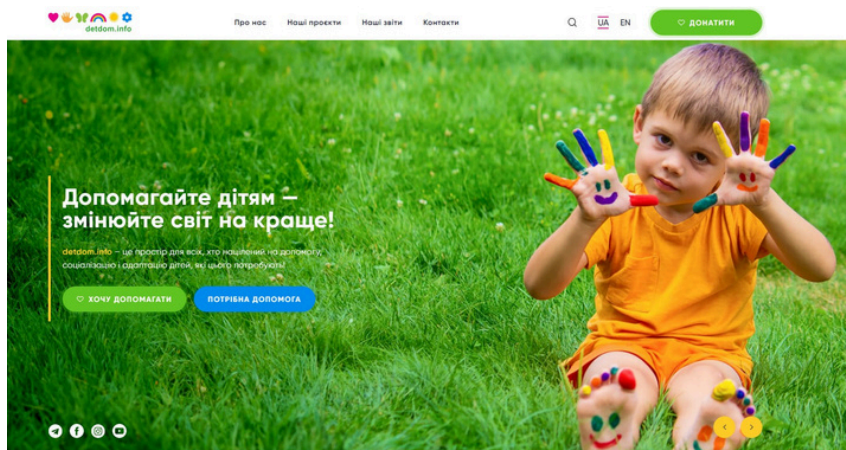 detdom.info
Про нас
Наші проєкти
Наші звіти
Контакти
UA
EN
ДОНАТИТИ
Допомагайте дітям —
змінюйте світ на краще!
detdom.info — це простір для всіх, хто націлений на допомогу,
соціалізацію і адаптацію дітей, які цього потребують!
ХОЧУ ДОПОМАГАТИ
ПОТРІБНА ДОПОМОГА